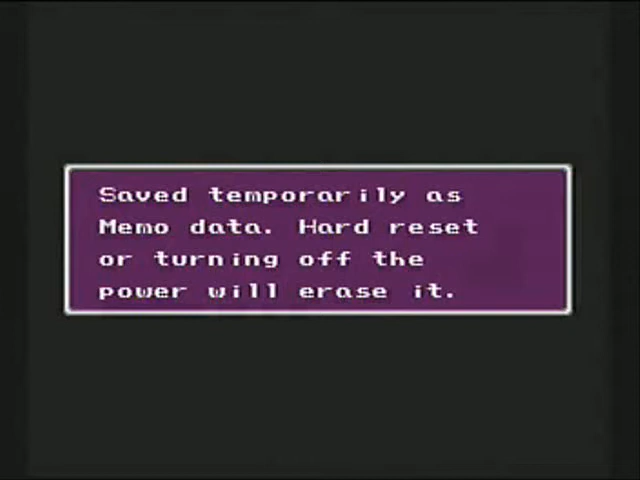 Saved temporarily as
Memo data. Hard reset
or turning off the
power will erase it.